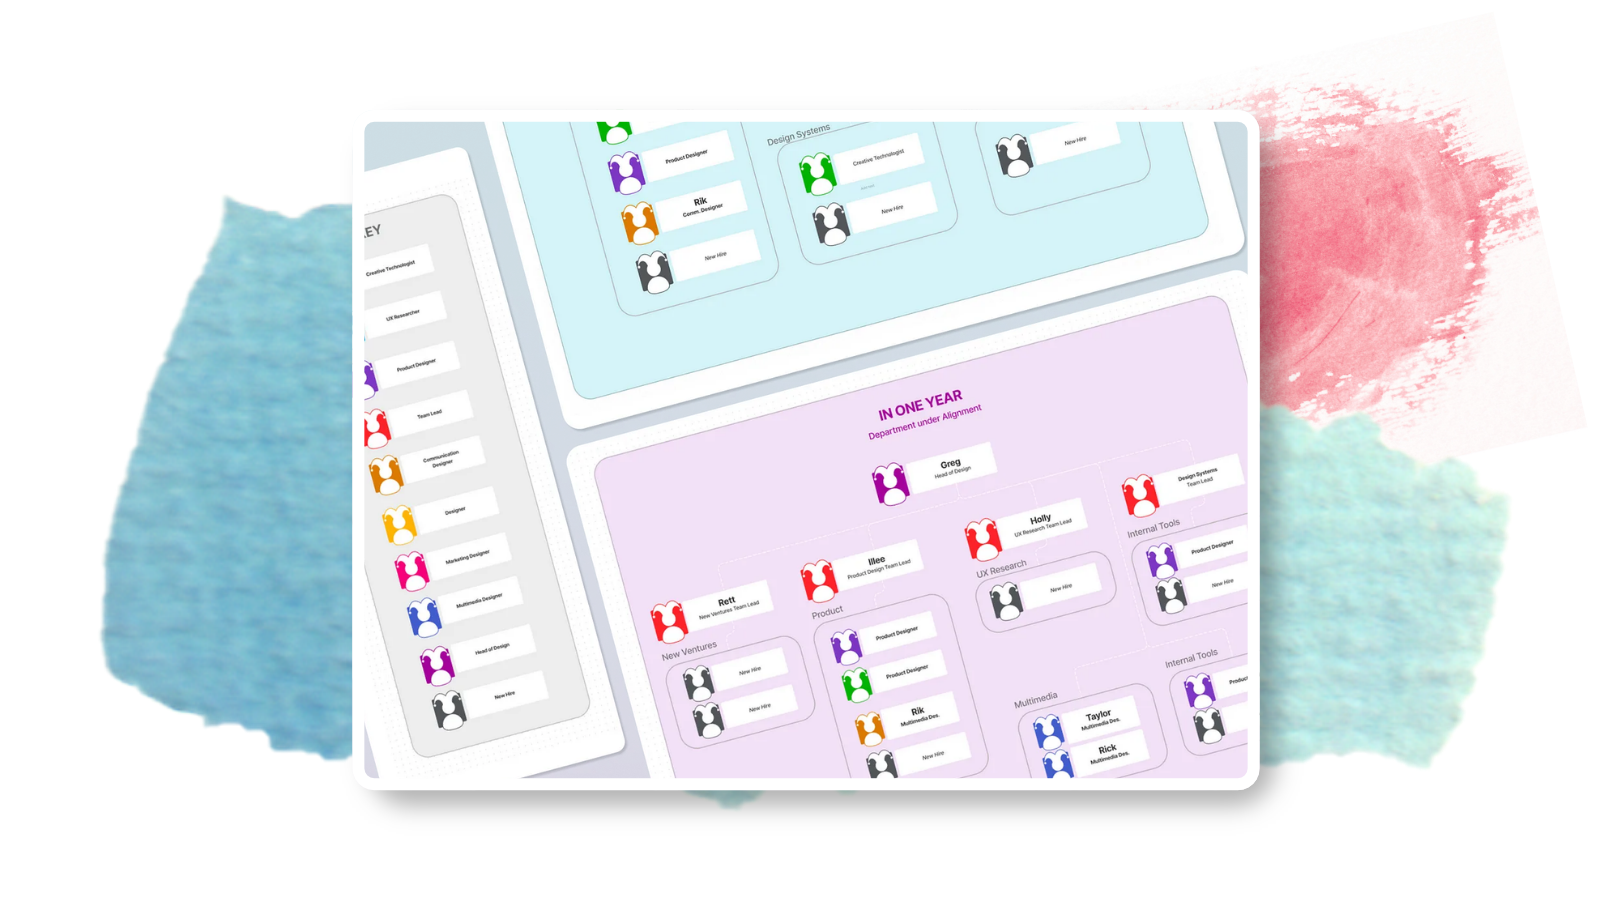 KEY
Creative Technologist
UX Researcher
Product Designer
Team Lead
Communication
Designer
Designer
Marketing Designer
Multimedia Designer
Head of Design
New Hire
Product Designer
Rik
Comm. Designer
New Hire
Design Systems
Creative Technologist
New Hire
New Hire
IN ONE YEAR
Department under Alignment
Greg
Head of Design
Rett
New Ventures Team Lead
New Ventures
New Hire
New Hire
Illee
Product Design Team Lead
Product
Product Designer
Product Designer
Rik
Multimedia Des.
New Hire
Holly
UX Research Team Lead
UX Research
New Hire
Design Systems
Team Lead
Internal Tools
Product Designer
New Hire
Multimedia
Taylor
Multimedia Des.
Rick
Multimedia Des.
Internal Tools